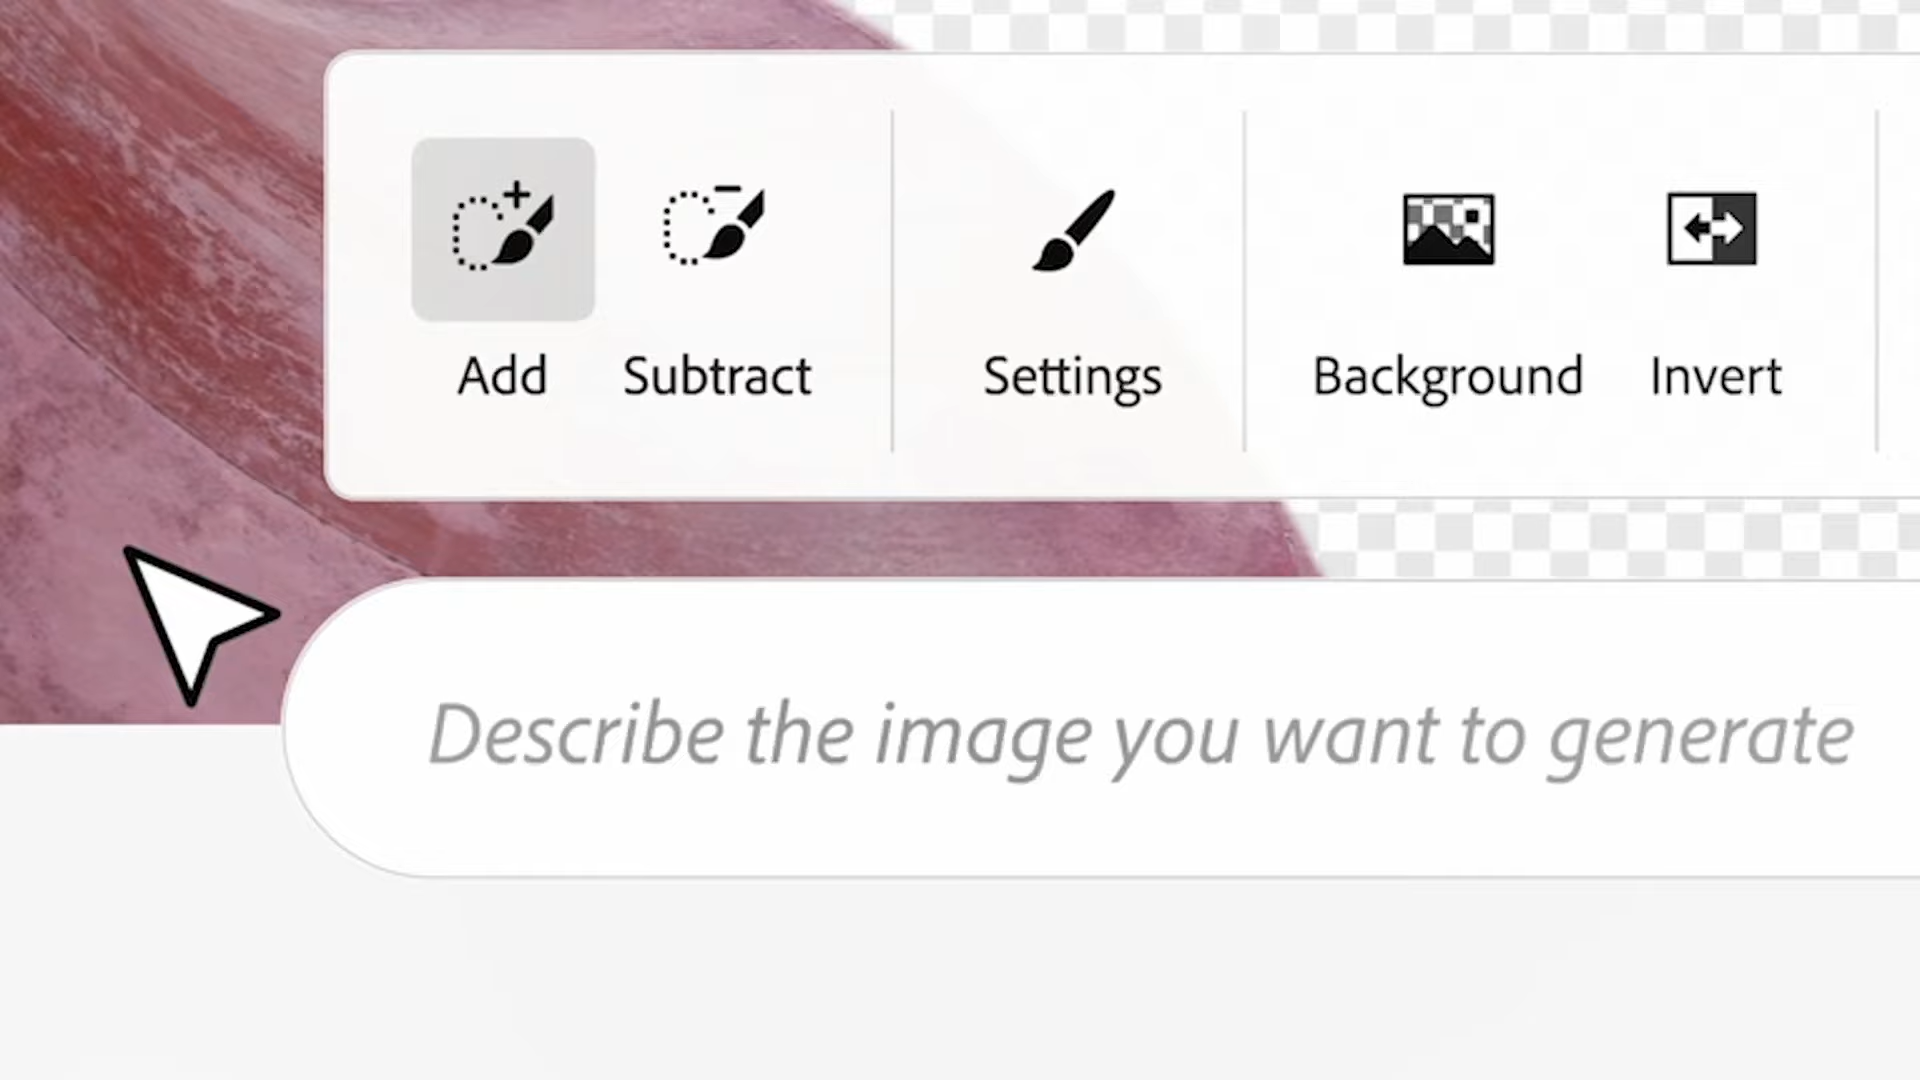 Add Subtract Settings Background Invert
Describe the image you want to generate